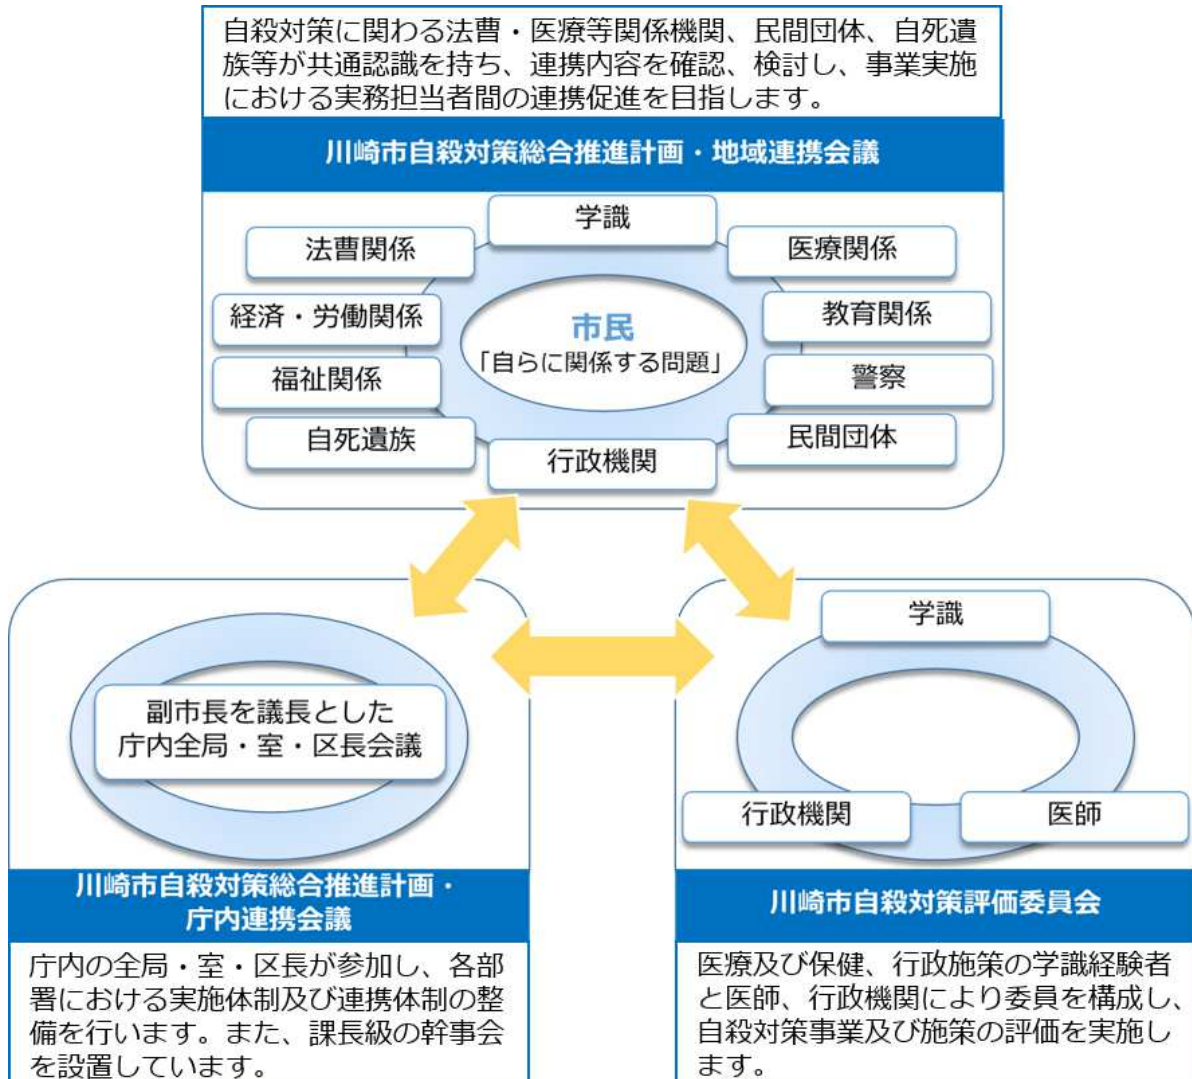 自殺対策に関わる法曹・医療等関係機関、民間団体、自死遺
族等が共通認識を持ち、連携内容を確認、検討し、事業実施
における実務担当者間の連携促進を目指します。
川崎市自殺対策総合推進計画・地域連携会議
学識
法曹関係
医療関係
経済・労働関係
教育関係
市民
「自らに関係する問題」
福祉関係
警察
自死遺族
民間団体
行政機関
副市長を議長とした
庁内全局・室・区長会議
川崎市自殺対策総合推進計画・
庁内連携会議
庁内の全局・室・区長が参加し、各部
署における実施体制及び連携体制の整
備を行います。また、課長級の幹事会
を設置しています。
学識
行政機関
医師
川崎市自殺対策評価委員会
医療及び保健、行政施策の学識経験者
と医師、行政機関により委員を構成し、
自殺対策事業及び施策の評価を実施し
ます。